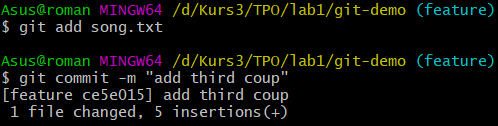 Asus@roman MINGW64 /d/Kurs3/TPO/lab1/git-demo (feature)
$ git add song.txt
Asus@roman MINGW64 /d/Kurs3/TPO/lab1/git-demo (feature)
$ git commit -m "add third coup"
[feature ce5e015] add third coup
 1 file changed, 5 insertions(+)